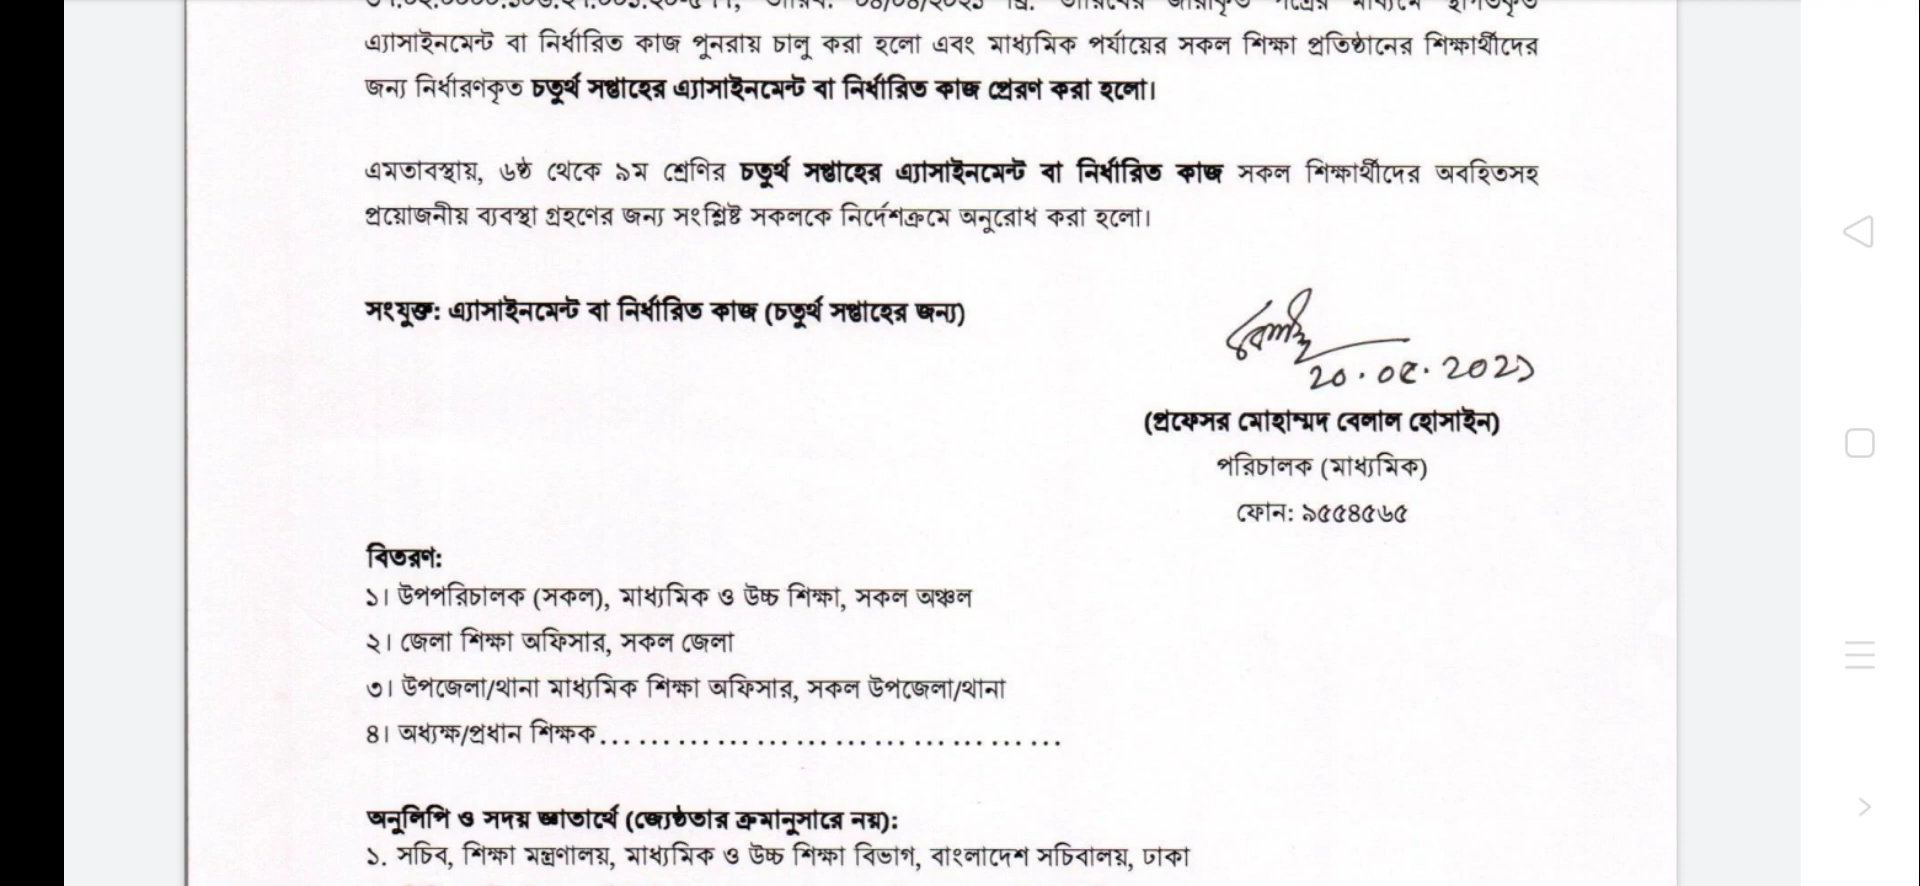 এ্যাসাইনমেন্ট বা নির্ধারিত কাজ পুনরায় চালু করা হলো এবং মাধ্যমিক পর্যায়ের সকল শিক্ষা প্রতিষ্ঠানের শিক্ষার্থীদের
জন্য নির্ধারণকৃত চতুর্থ সপ্তাহের এ্যাসাইনমেন্ট বা নির্ধারিত কাজ প্রেরণ করা হলো।
এমতাবস্থায়, ৬ষ্ঠ থেকে ৯ম শ্রেণির চতুর্থ সপ্তাহের এ্যাসাইনমেন্ট বা নির্ধারিত কাজ সকল শিক্ষার্থীদের অবহিতসহ
প্রয়োজনীয় ব্যবস্থা গ্রহণের জন্য সংশ্লিষ্ট সকলকে নির্দেশক্রমে অনুরোধ করা হলো।
সংযুক্ত: এ্যাসাইনমেন্ট বা নির্ধারিত কাজ (চতুর্থ সপ্তাহের জন্য)
২০.০৫.২০২১
(প্রফেসর মোহাম্মদ বেলাল হোসাইন)
পরিচালক (মাধ্যমিক)
ফোন: ৯৫৫৪৫৬৫
বিতরণ:
১। উপপরিচালক (সকল), মাধ্যমিক ও উচ্চ শিক্ষা, সকল অঞ্চল
২। জেলা শিক্ষা অফিসার, সকল জেলা
৩। উপজেলা/থানা মাধ্যমিক শিক্ষা অফিসার, সকল উপজেলা/থানা
৪। অধ্যক্ষ/প্রধান শিক্ষক...................................
অনুলিপি ও সদয় জ্ঞাতার্থে (জ্যেষ্ঠতার ক্রমানুসারে নয়):
১. সচিব, শিক্ষা মন্ত্রণালয়, মাধ্যমিক ও উচ্চ শিক্ষা বিভাগ, বাংলাদেশ সচিবালয়, ঢাকা